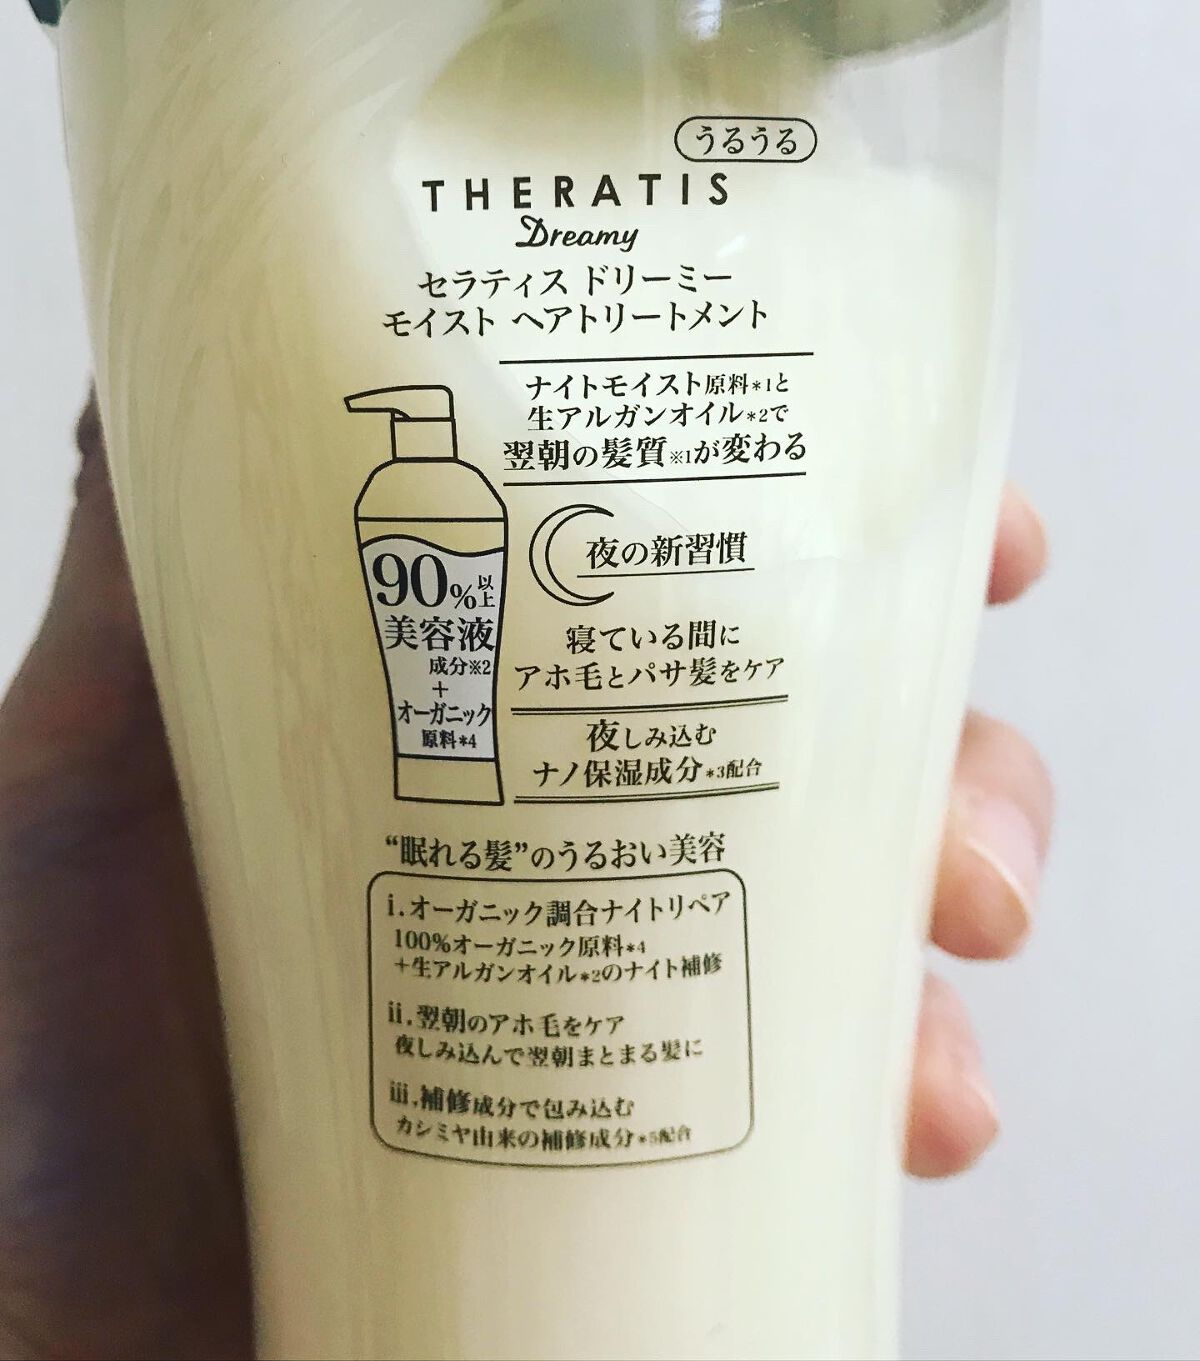 うるうる
THERATIS
Dreamy
セラティス ドリーミー
モイスト ヘアトリートメント
ナイトモイスト原料*1と
生アルガンオイル*2で
翌朝の髪質※1が変わる
90%以上
美容液
成分※2
+
オーガニック
原料*4
夜の新習慣
寝ている間に
アホ毛とパサ髪をケア
夜しみ込む
ナノ保湿成分*3配合
“眠れる髪”のうるおい美容
i.オーガニック調合ナイトリペア
100%オーガニック原料*4
+生アルガンオイル*2のナイト補修
ii.翌朝のアホ毛をケア
夜しみ込んで翌朝まとまる髪に
iii.補修成分で包み込む
カシミヤ由来の補修成分*5配合